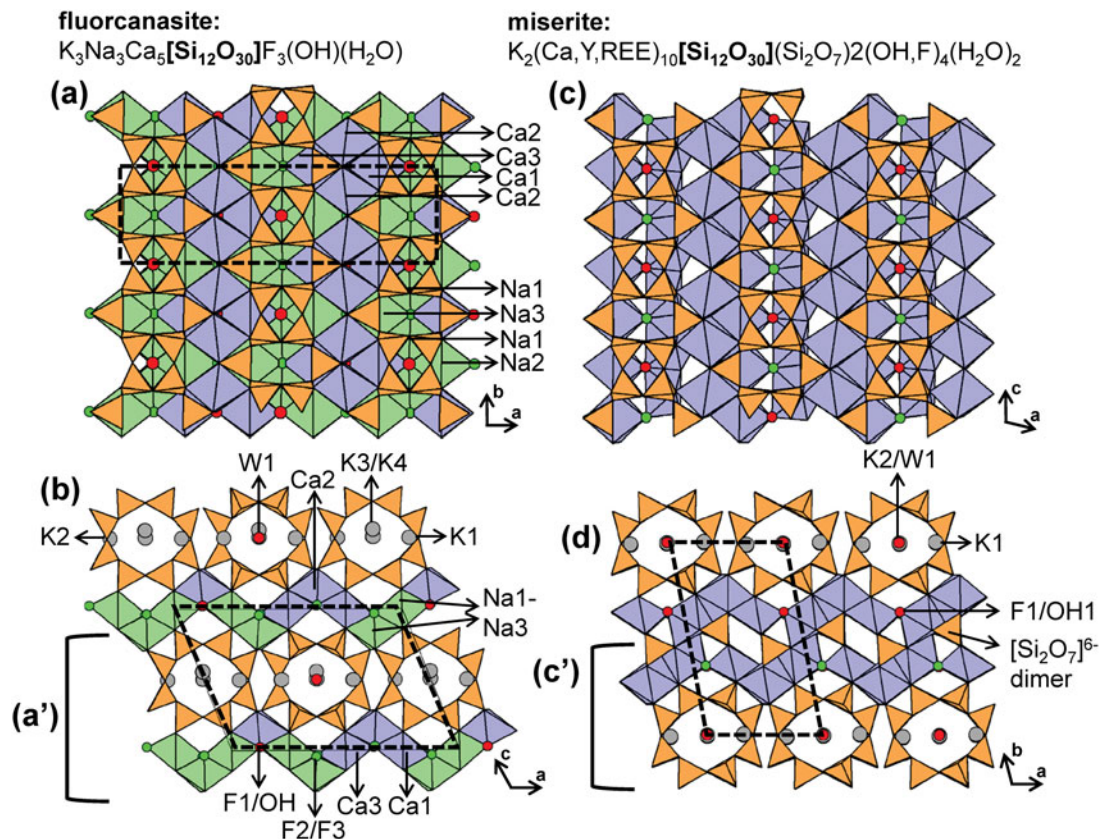 fluorcanasite:
K₃Na₃Ca₅[Si₁₂O₃₀]F₃(OH)(H₂O)
miserite:
K₂(Ca,Y,REE)₁₀[Si₁₂O₃₀](Si₂O₇)2(OH,F)₄(H₂O)₂
(a)
Ca2
Ca3
Ca1
Ca2
Na1
Na3
Na1
Na2
b
a
(c)
c
a
(b)
W1
K3/K4
Ca2
K2
K1
Na1-
Na3
(a')
F1/OH
Ca3
Ca1
F2/F3
c
a
(d)
K2/W1
K1
F1/OH1
[Si₂O₇]⁶⁻
dimer
(c')
b
a